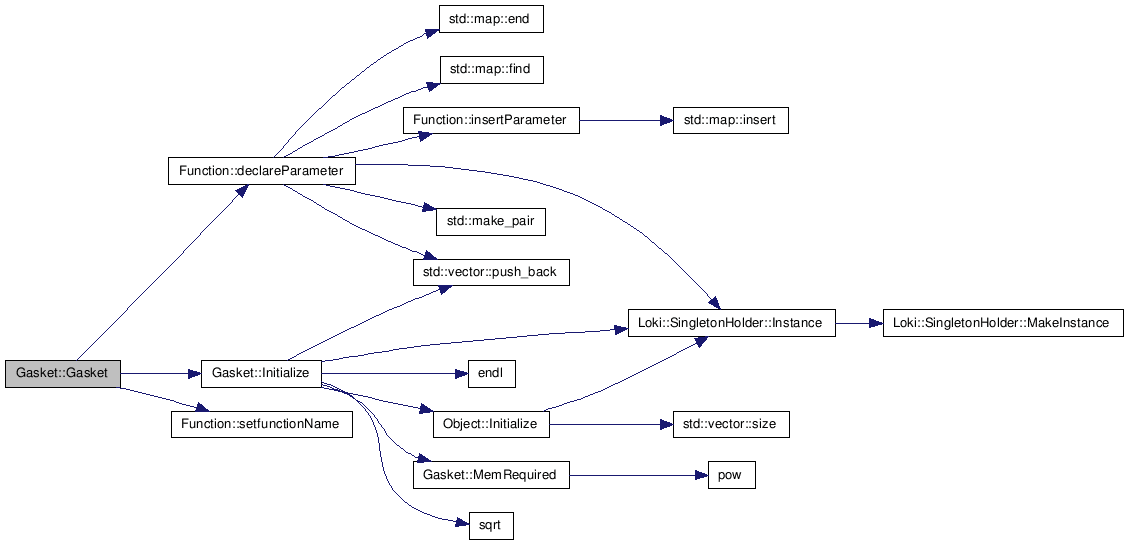 std::map::end
std::map::find
Function::insertParameter
std::map::insert
Function::declareParameter
std::make_pair
std::vector::push_back
Loki::SingletonHolder::Instance
Loki::SingletonHolder::MakeInstance
Gasket::Gasket
Gasket::Initialize
endl
Function::setfunctionName
Object::Initialize
std::vector::size
Gasket::MemRequired
pow
sqrt